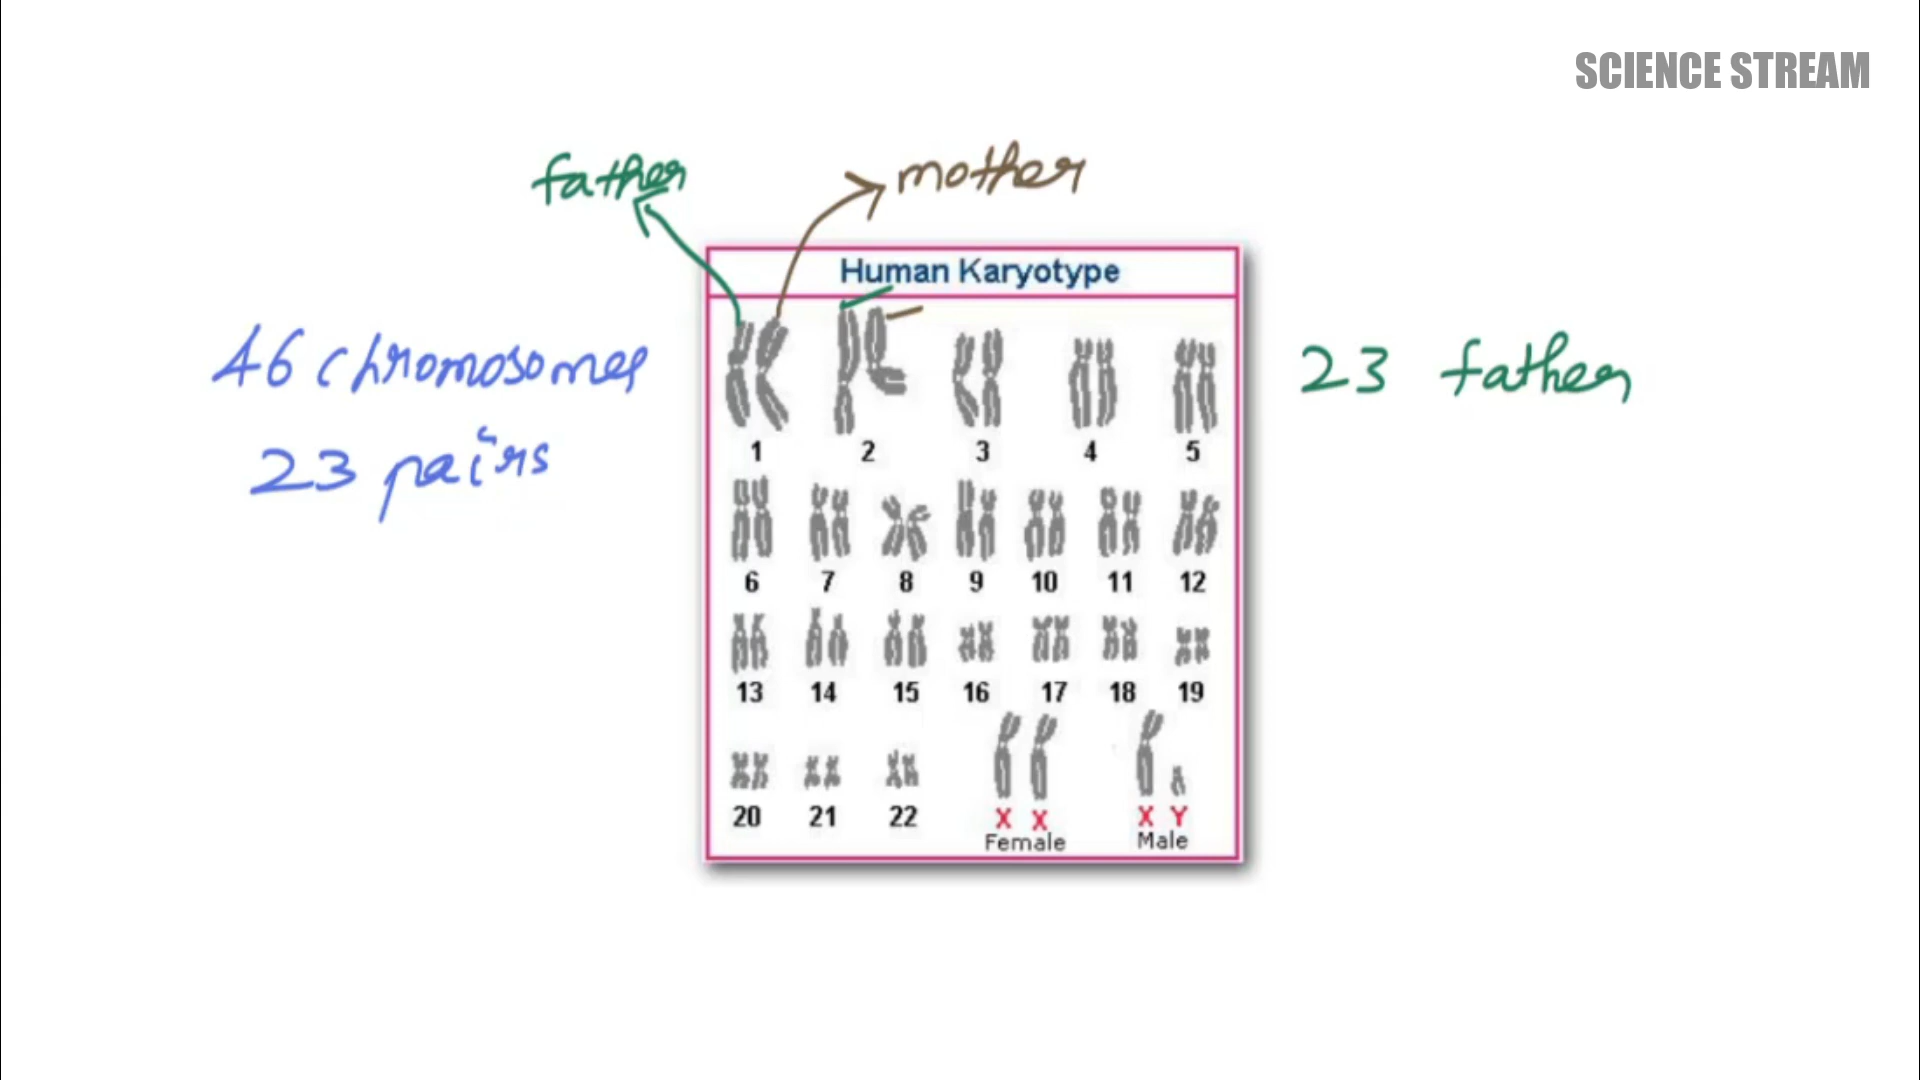 SCIENCE STREAM
father
mother
Human Karyotype
46 chromosomes
23 pairs
23 father
1 2 3 4 5
6 7 8 9 10 11 12
13 14 15 16 17 18 19
20 21 22 X X X Y
Female Male